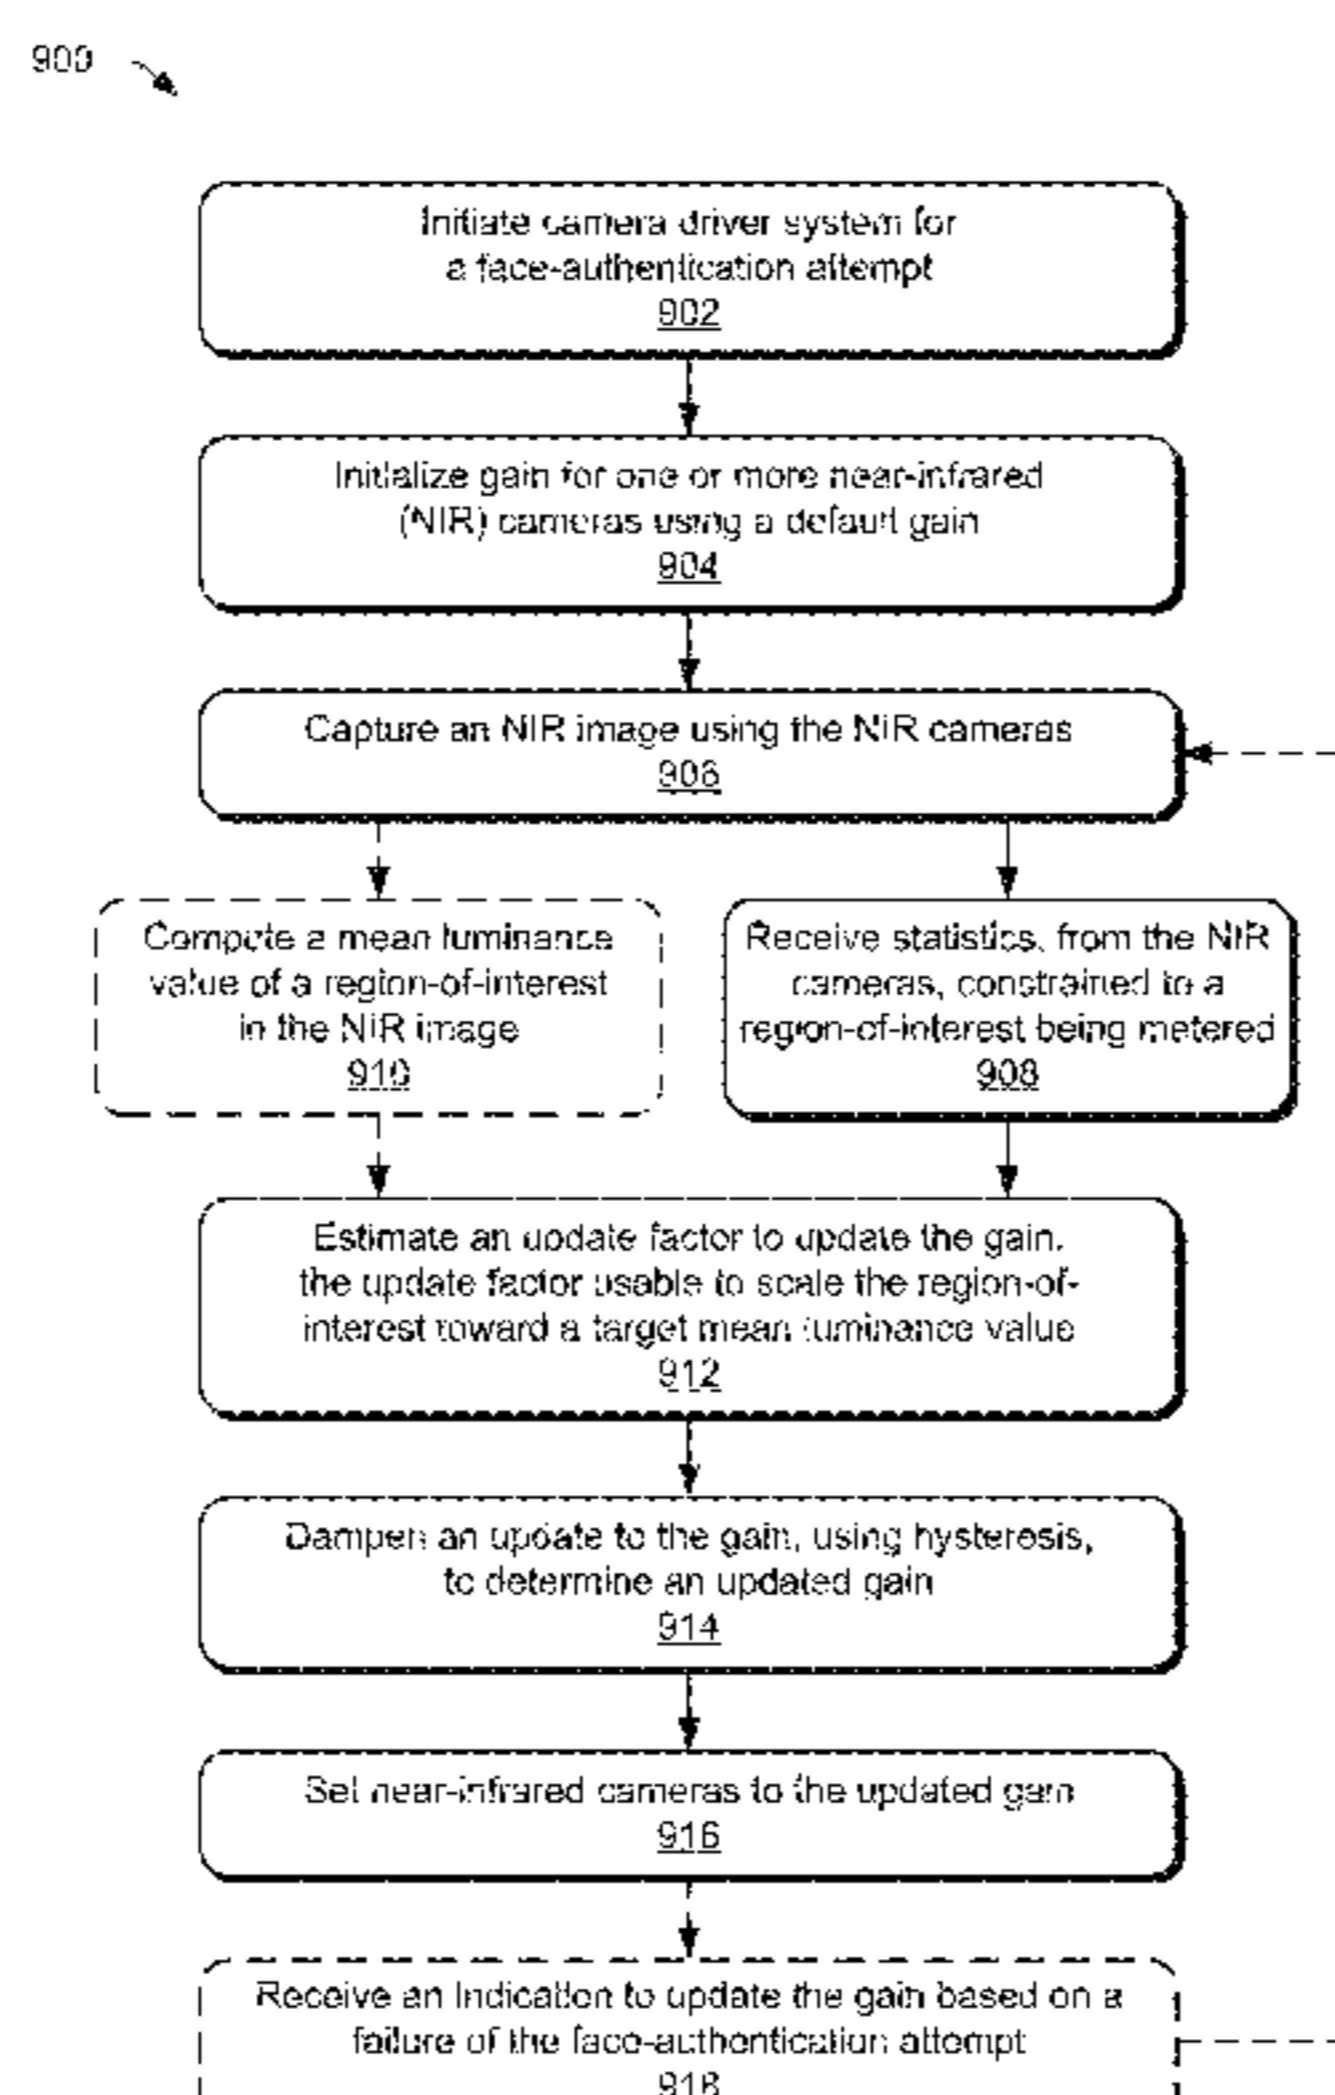 900
Initiate camera driver system for
a face-authentication attempt
902
Initialize gain for one or more near-infrared
(NIR) cameras using a default gain
904
Capture an NIR image using the NIR cameras
906
Compute a mean luminance
value of a region-of-interest
in the NIR image
910
Receive statistics, from the NIR
cameras, constrained to a
region-of-interest being metered
908
Estimate an update factor to update the gain,
the update factor usable to scale the region-of-
interest toward a target mean luminance value
912
Dampen an update to the gain, using hysteresis,
to determine an updated gain
914
Set near-infrared cameras to the updated gain
916
Receive an indication to update the gain based on a
failure of the face-authentication attempt
918